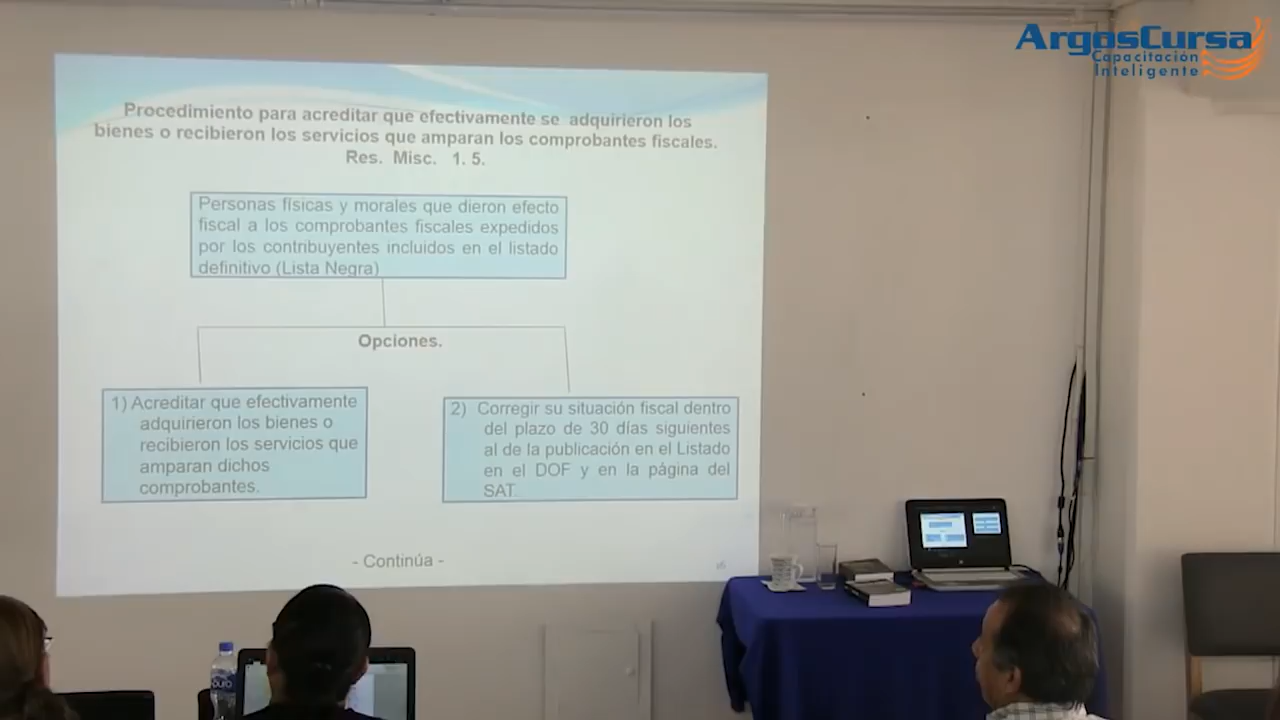 ArgosCursa
Capacitación
Inteligente
Procedimiento para acreditar que efectivamente se adquirieron los
bienes o recibieron los servicios que amparan los comprobantes fiscales.
Res. Misc. 1. 5.
Personas físicas y morales que dieron efecto
fiscal a los comprobantes fiscales expedidos
por los contribuyentes incluidos en el listado
definitivo (Lista Negra)
Opciones.
1) Acreditar que efectivamente
adquirieron los bienes o
recibieron los servicios que
amparan dichos
comprobantes.
2) Corregir su situación fiscal dentro
del plazo de 30 días siguientes
al de la publicación en el Listado
en el DOF y en la página del
SAT.
- Continúa -